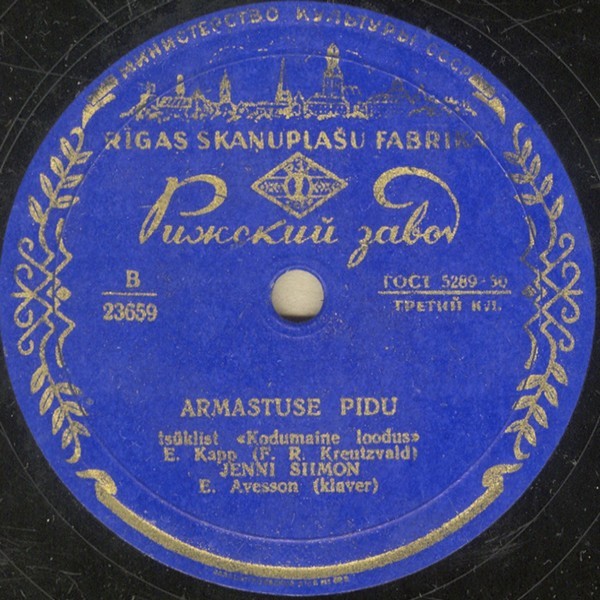 МИНИСТЕРСТВО КУЛЬТУРЫ СССР
RĪGAS SKAŅUPLAŠU FABRIKA
Рижский завод
В
23659
ГОСТ 5289-50
ТРЕТИЙ КЛ.
ARMASTUSE PIDU
tsüklist «Kodumaine loodus»
E. Kapp (F. R. Kreutzvald)
JENNI SIIMON
E. Avesson (klaver)